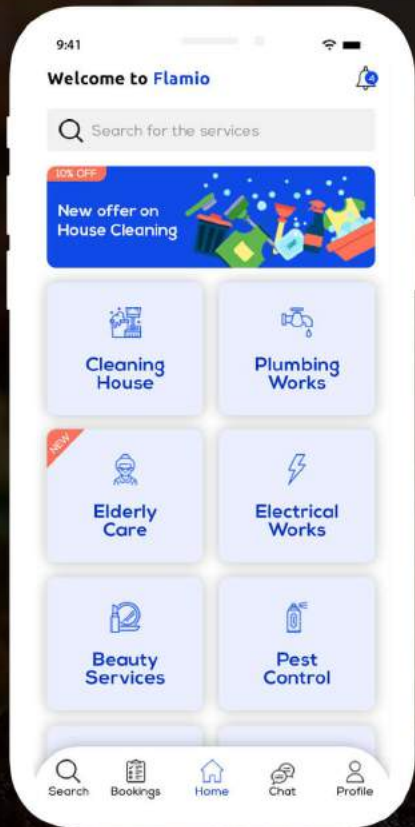 9:41
Welcome to Flamio
4
Search for the services
10% OFF
New offer on
House Cleaning
Cleaning
House
Plumbing
Works
NEW
Elderly
Care
Electrical
Works
Beauty
Services
Pest
Control
Search
Bookings
Home
Chat
Profile